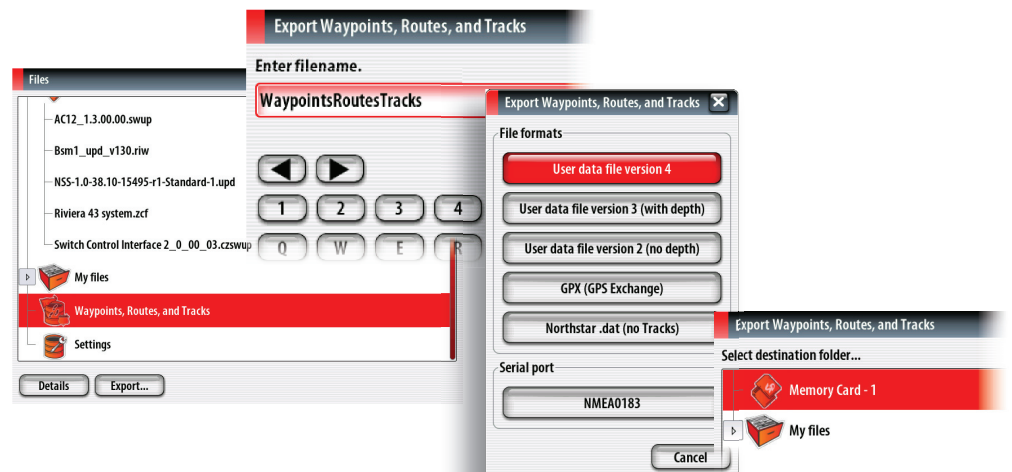 Files
AC12_1.3.00.00.swup
Bsm1_upd_v130.riw
NSS-1.0-38.10-15495-r1-Standard-1.upd
Riviera 43 system.zcf
Switch Control Interface 2_0_00_03.czswup
My files
Waypoints, Routes, and Tracks
Settings
Details
Export...
Export Waypoints, Routes, and Tracks
Enter filename.
WaypointsRoutesTracks
1 2 3 4
Q W E R
Export Waypoints, Routes, and Tracks
File formats
User data file version 4
User data file version 3 (with depth)
User data file version 2 (no depth)
GPX (GPS Exchange)
Northstar .dat (no Tracks)
Serial port
NMEA0183
Cancel
Export Waypoints, Routes, and Tracks
Select destination folder...
Memory Card - 1
My files